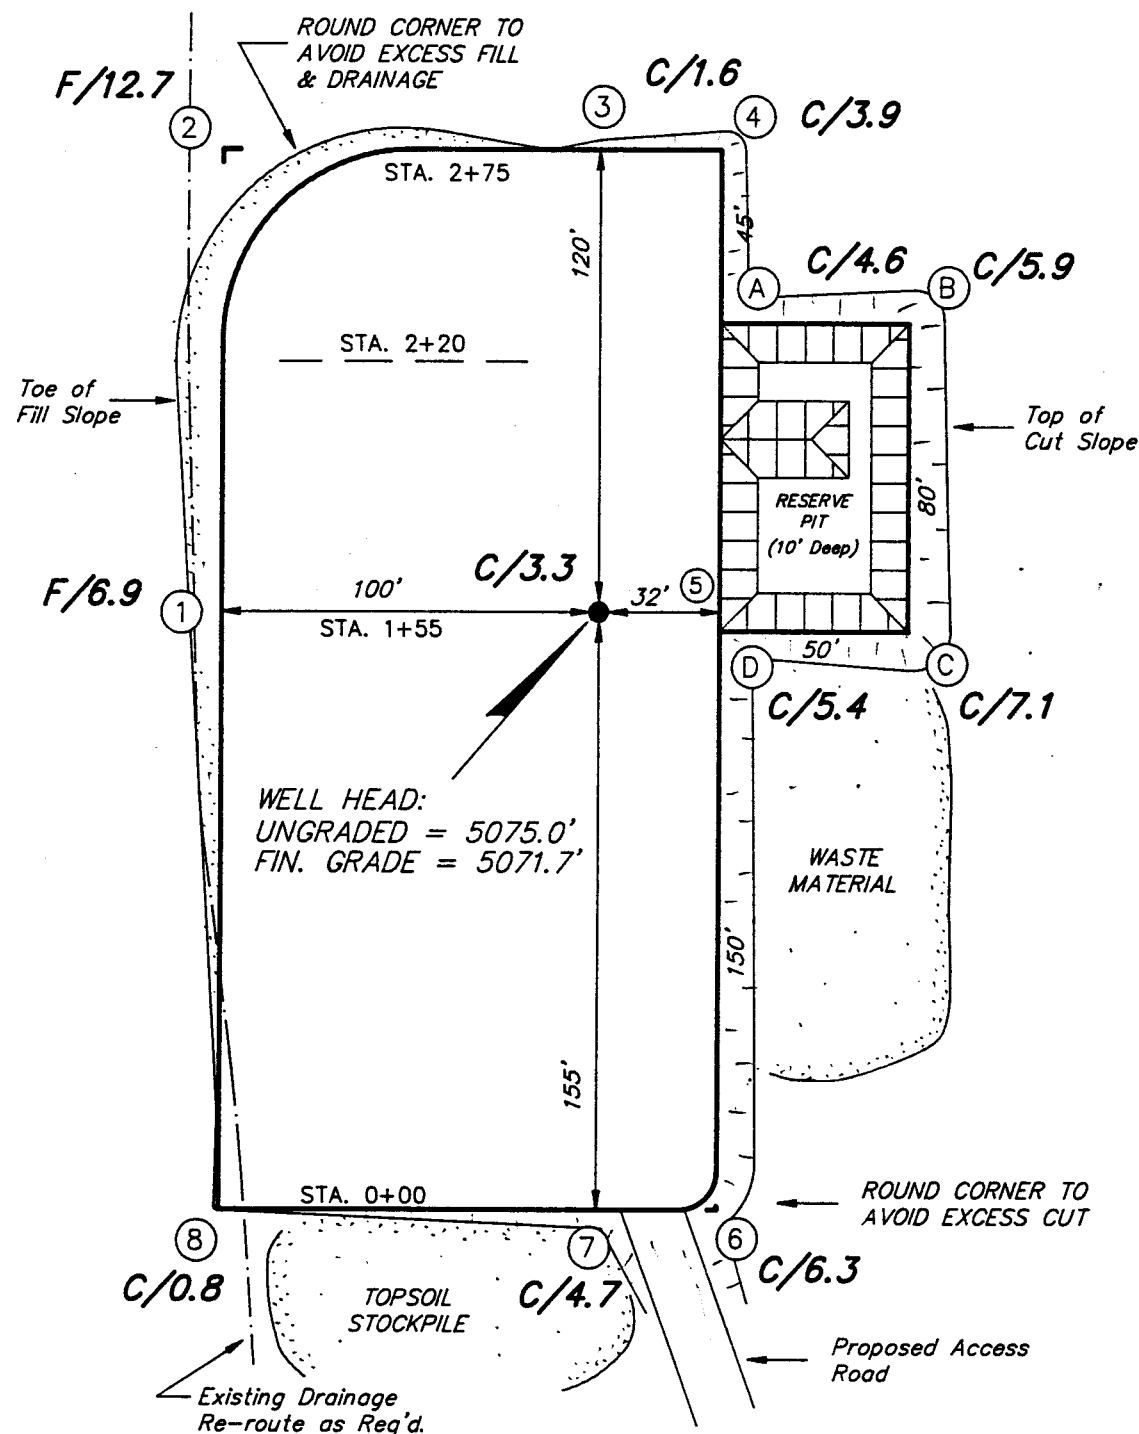 ROUND CORNER TO
AVOID EXCESS FILL
& DRAINAGE
F/12.7
2
3
C/1.6
4
C/3.9
STA. 2+75
45'
120'
C/4.6
A
B
C/5.9
STA. 2+20
Toe of
Fill Slope
Top of
Cut Slope
80'
RESERVE
PIT
(10' Deep)
F/6.9
1
100'
C/3.3
32'
5
STA. 1+55
50'
D
C
C/5.4
C/7.1
WELL HEAD:
UNGRADED = 5075.0'
FIN. GRADE = 5071.7'
WASTE
MATERIAL
150'
155'
STA. 0+00
ROUND CORNER TO
AVOID EXCESS CUT
8
7
6
C/0.8
C/4.7
C/6.3
TOPSOIL
STOCKPILE
Proposed Access
Road
Existing Drainage
Re-route as Req'd.